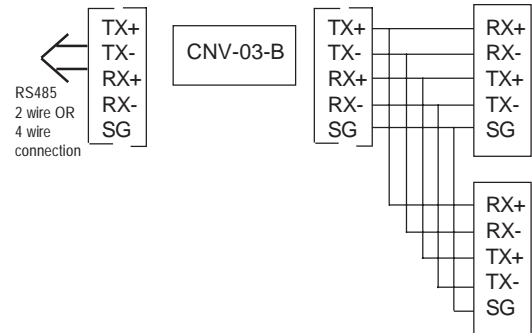 TX+
TX-
RX+
RX-
SG
RS485
2 wire OR
4 wire
connection
CNV-03-B
TX+
TX-
RX+
RX-
SG
RX+
RX-
TX+
TX-
SG
RX+
RX-
TX+
TX-
SG